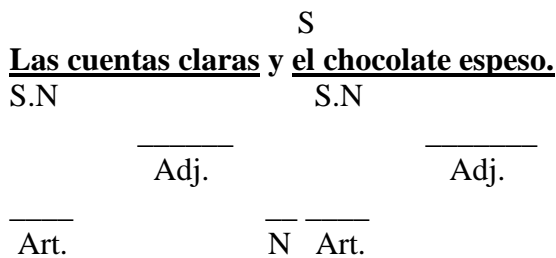 S
Las cuentas claras y el chocolate espeso.
S.N S.N
Adj. Adj.
Art. N Art.